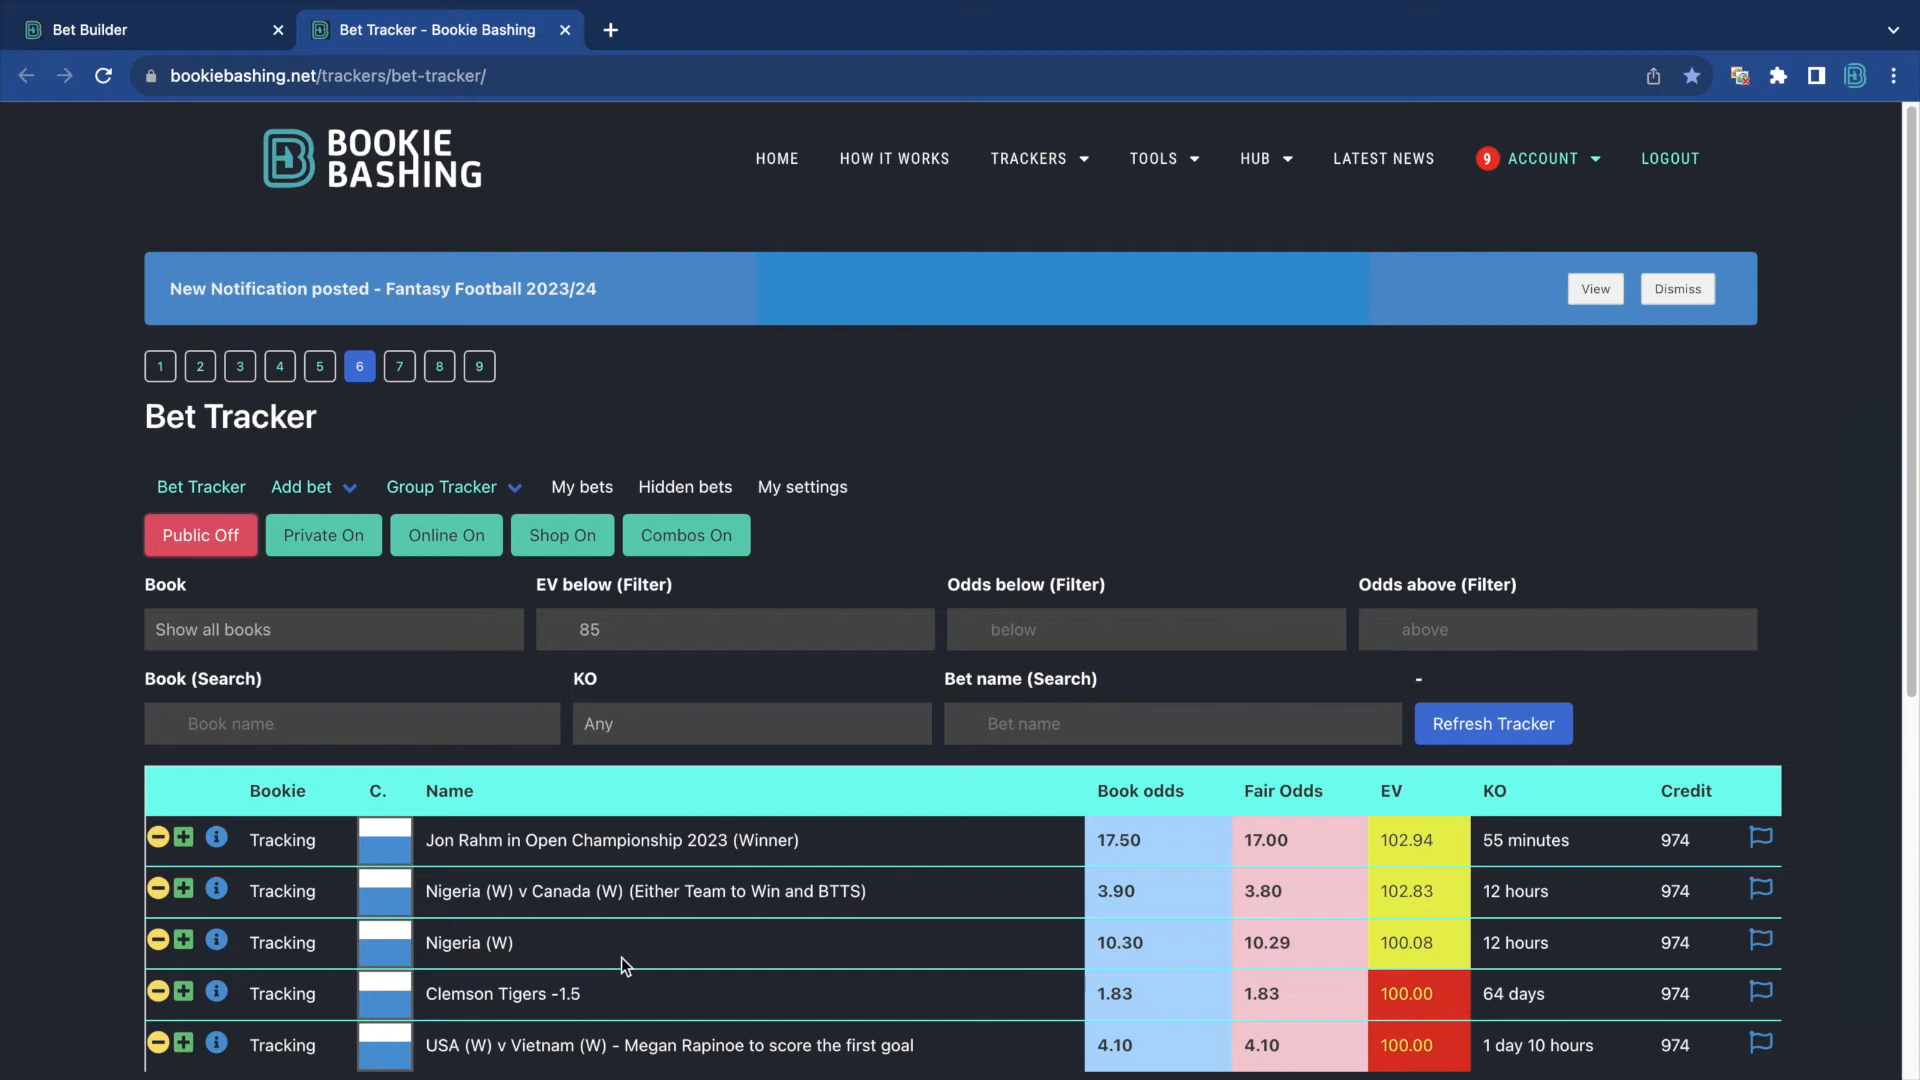 Bet Builder
Bet Tracker - Bookie Bashing
bookiebashing.net/trackers/bet-tracker/
BOOKIE
BASHING
HOME HOW IT WORKS TRACKERS TOOLS HUB LATEST NEWS 9 ACCOUNT LOGOUT
New Notification posted - Fantasy Football 2023/24 View Dismiss
1 2 3 4 5 6 7 8 9
Bet Tracker
Bet Tracker Add bet Group Tracker My bets Hidden bets My settings
Public Off Private On Online On Shop On Combos On
Book EV below (Filter) Odds below (Filter) Odds above (Filter)
Show all books 85 below above
Book (Search) KO Bet name (Search) -
Book name Any Bet name Refresh Tracker
Bookie C. Name Book odds Fair Odds EV KO Credit
Tracking Jon Rahm in Open Championship 2023 (Winner) 17.50 17.00 102.94 55 minutes 974
Tracking Nigeria (W) v Canada (W) (Either Team to Win and BTTS) 3.90 3.80 102.83 12 hours 974
Tracking Nigeria (W) 10.30 10.29 100.08 12 hours 974
Tracking Clemson Tigers -1.5 1.83 1.83 100.00 64 days 974
Tracking USA (W) v Vietnam (W) - Megan Rapinoe to score the first goal 4.10 4.10 100.00 1 day 10 hours 974